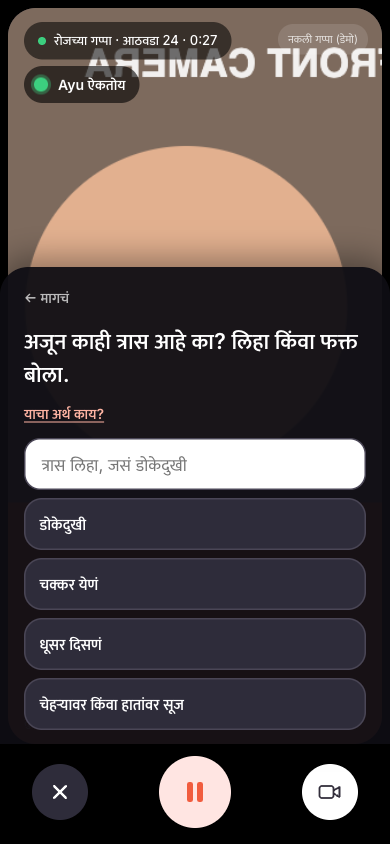 रोजच्या गप्पा · आठवडा 24 · 0:27
नकली गप्पा (डेमो)
FRONT CAMERA
Ayu ऐकतोय
← मागचं
अजून काही त्रास आहे का? लिहा किंवा फक्त
बोला.
याचा अर्थ काय?
त्रास लिहा, जसं डोकेदुखी
डोकेदुखी
चक्कर येणं
धूसर दिसणं
चेहऱ्यावर किंवा हातांवर सूज